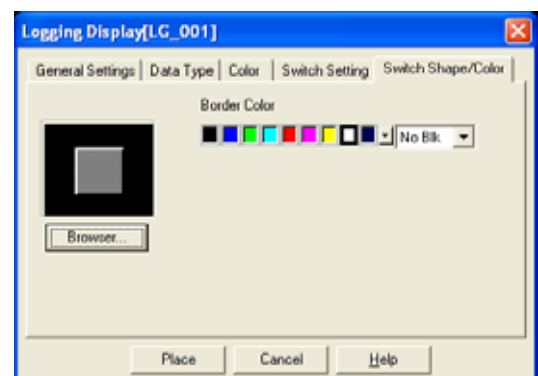 Logging Display[LG_001]
General Settings Data Type Color Switch Setting Switch Shape/Color
Border Color
No Blk
Browser...
Place Cancel Help